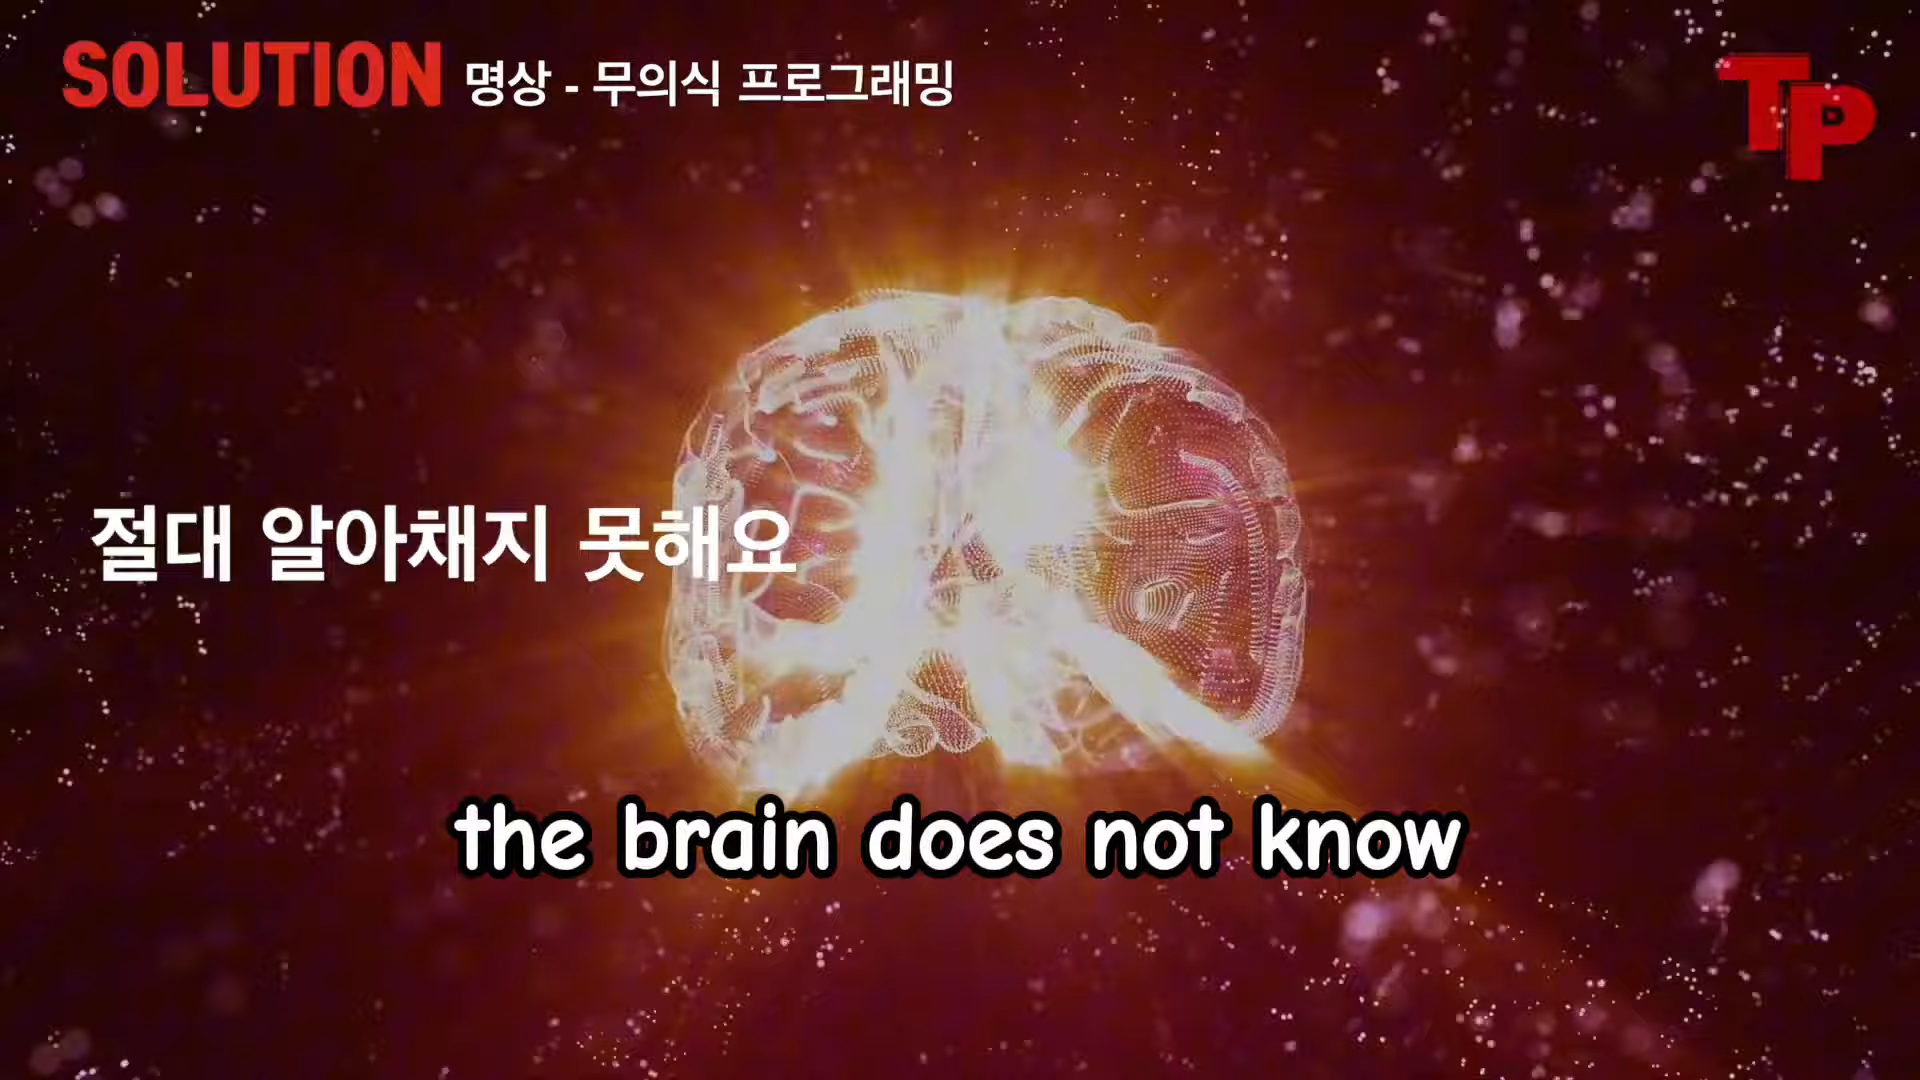 SOLUTION 명상 - 무의식 프로그래밍
TP
절대 알아채지 못해요
the brain does not know